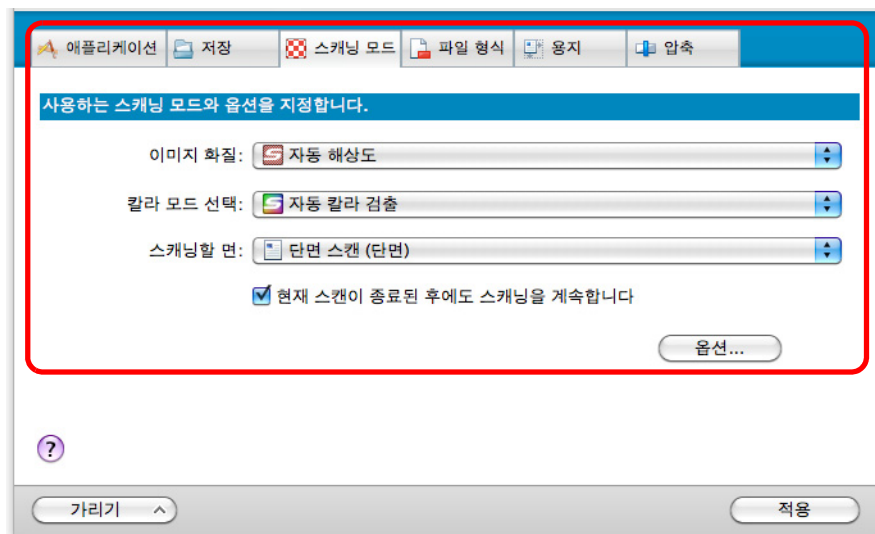 애플리케이션 저장 스캐닝 모드 파일 형식 용지 압축
사용하는 스캐닝 모드와 옵션을 지정합니다.
이미지 화질: 자동 해상도
칼라 모드 선택: 자동 칼라 검출
스캐닝할 면: 단면 스캔 (단면)
현재 스캔이 종료된 후에도 스캐닝을 계속합니다
옵션...
?
가리기 적용